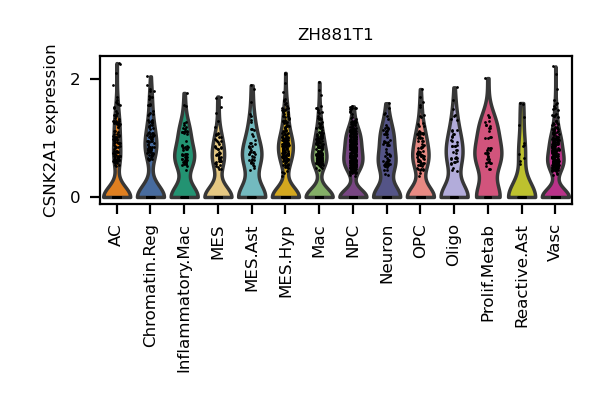 ZH881T1
CSNK2A1 expression
2
0
AC
Chromatin.Reg
Inflammatory.Mac
MES
MES.Ast
MES.Hyp
Mac
NPC
Neuron
OPC
Oligo
Prolif.Metab
Reactive.Ast
Vasc